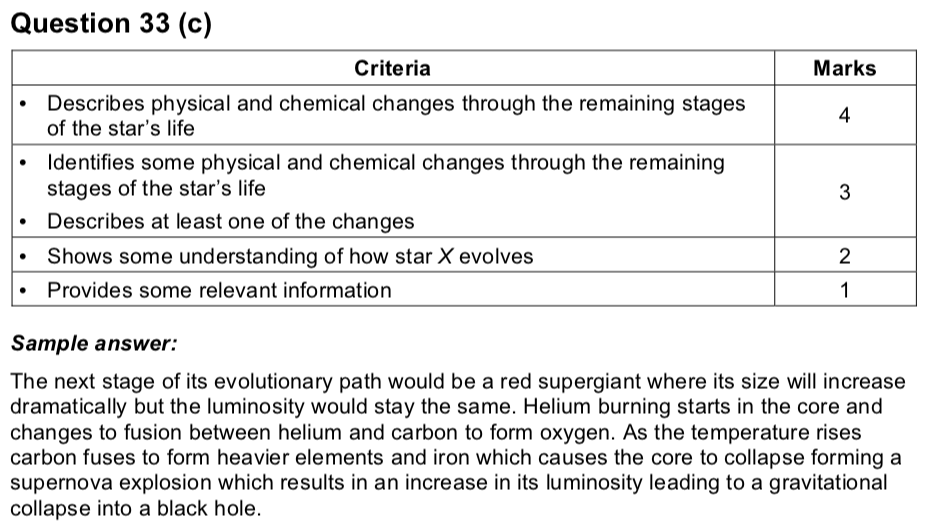 Question 33 (c)
Criteria Marks
• Describes physical and chemical changes through the remaining stages
of the star's life
4
• Identifies some physical and chemical changes through the remaining
stages of the star's life
• Describes at least one of the changes
3
• Shows some understanding of how star X evolves 2
• Provides some relevant information 1
Sample answer:
The next stage of its evolutionary path would be a red supergiant where its size will increase
dramatically but the luminosity would stay the same. Helium burning starts in the core and
changes to fusion between helium and carbon to form oxygen. As the temperature rises
carbon fuses to form heavier elements and iron which causes the core to collapse forming a
supernova explosion which results in an increase in its luminosity leading to a gravitational
collapse into a black hole.